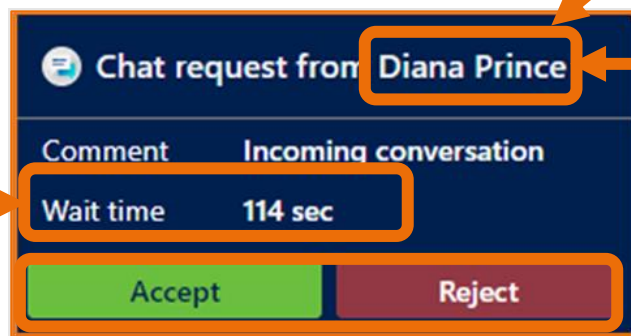 Chat request from Diana Prince
Comment Incoming conversation
Wait time 114 sec
Accept Reject